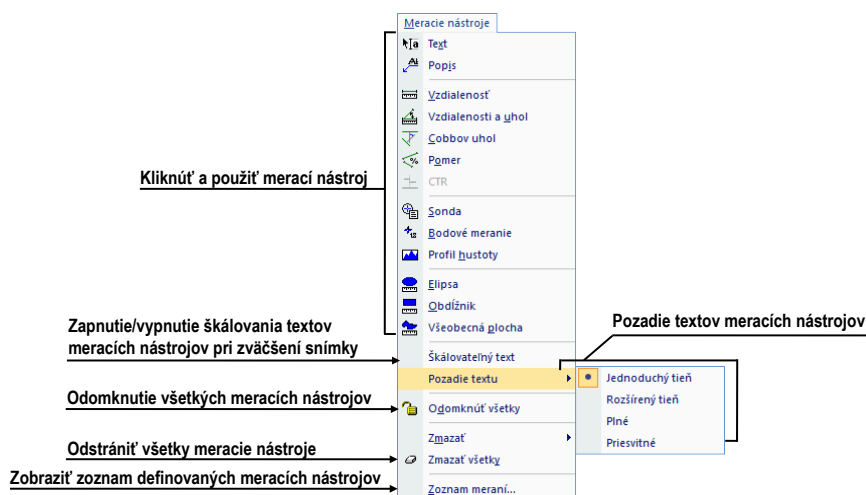 Meracie nástroje
Text
Popis
Vzdialenosť
Vzdialenosti a uhol
Cobbov uhol
Pomer
CTR
Sonda
Bodové meranie
Profil hustoty
Elipsa
Obdĺžnik
Všeobecná plocha
Škálovateľný text
Pozadie textu
Odomknúť všetky
Zmazať
Zmazať všetky
Zoznam meraní...
Jednoduchý tieň
Rozšírený tieň
Plné
Priesvitné
Kliknúť a použiť merací nástroj
Zapnutie/vypnutie škálovania textov
meracích nástrojov pri zväčšení snímky
Odomknutie všetkých meracích nástrojov
Odstrániť všetky meracie nástroje
Zobraziť zoznam definovaných meracích nástrojov
Pozadie textov meracích nástrojov